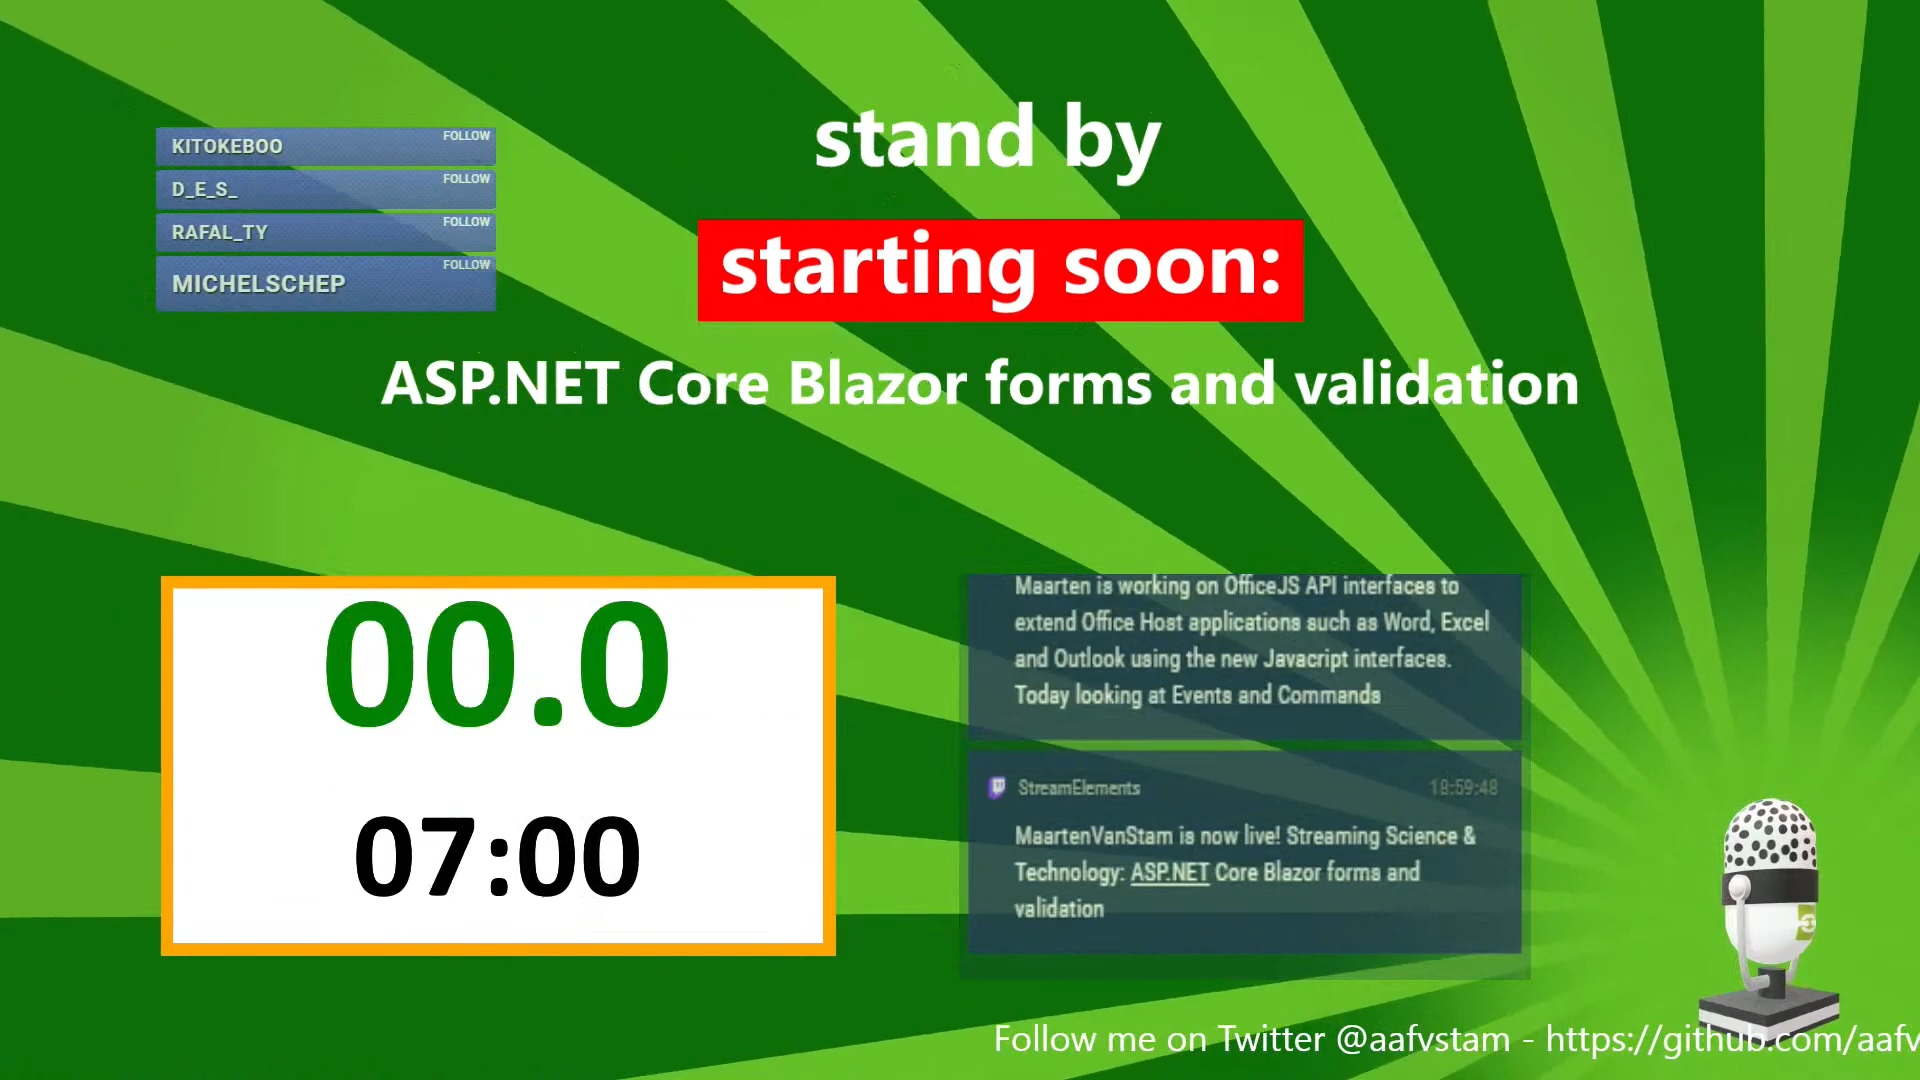 stand by
starting soon:
ASP.NET Core Blazor forms and validation
KITOKEBOO FOLLOW
D_E_S_ FOLLOW
RAFAL_TY FOLLOW
MICHELSCHEP FOLLOW
00.0
07:00
Maarten is working on OfficeJS API interfaces to
extend Office Host applications such as Word, Excel
and Outlook using the new Javacript interfaces.
Today looking at Events and Commands
StreamElements 18:59:48
MaartenVanStam is now live! Streaming Science &
Technology: ASP.NET Core Blazor forms and
validation
Follow me on Twitter @aafvstam - https://github.com/aafv